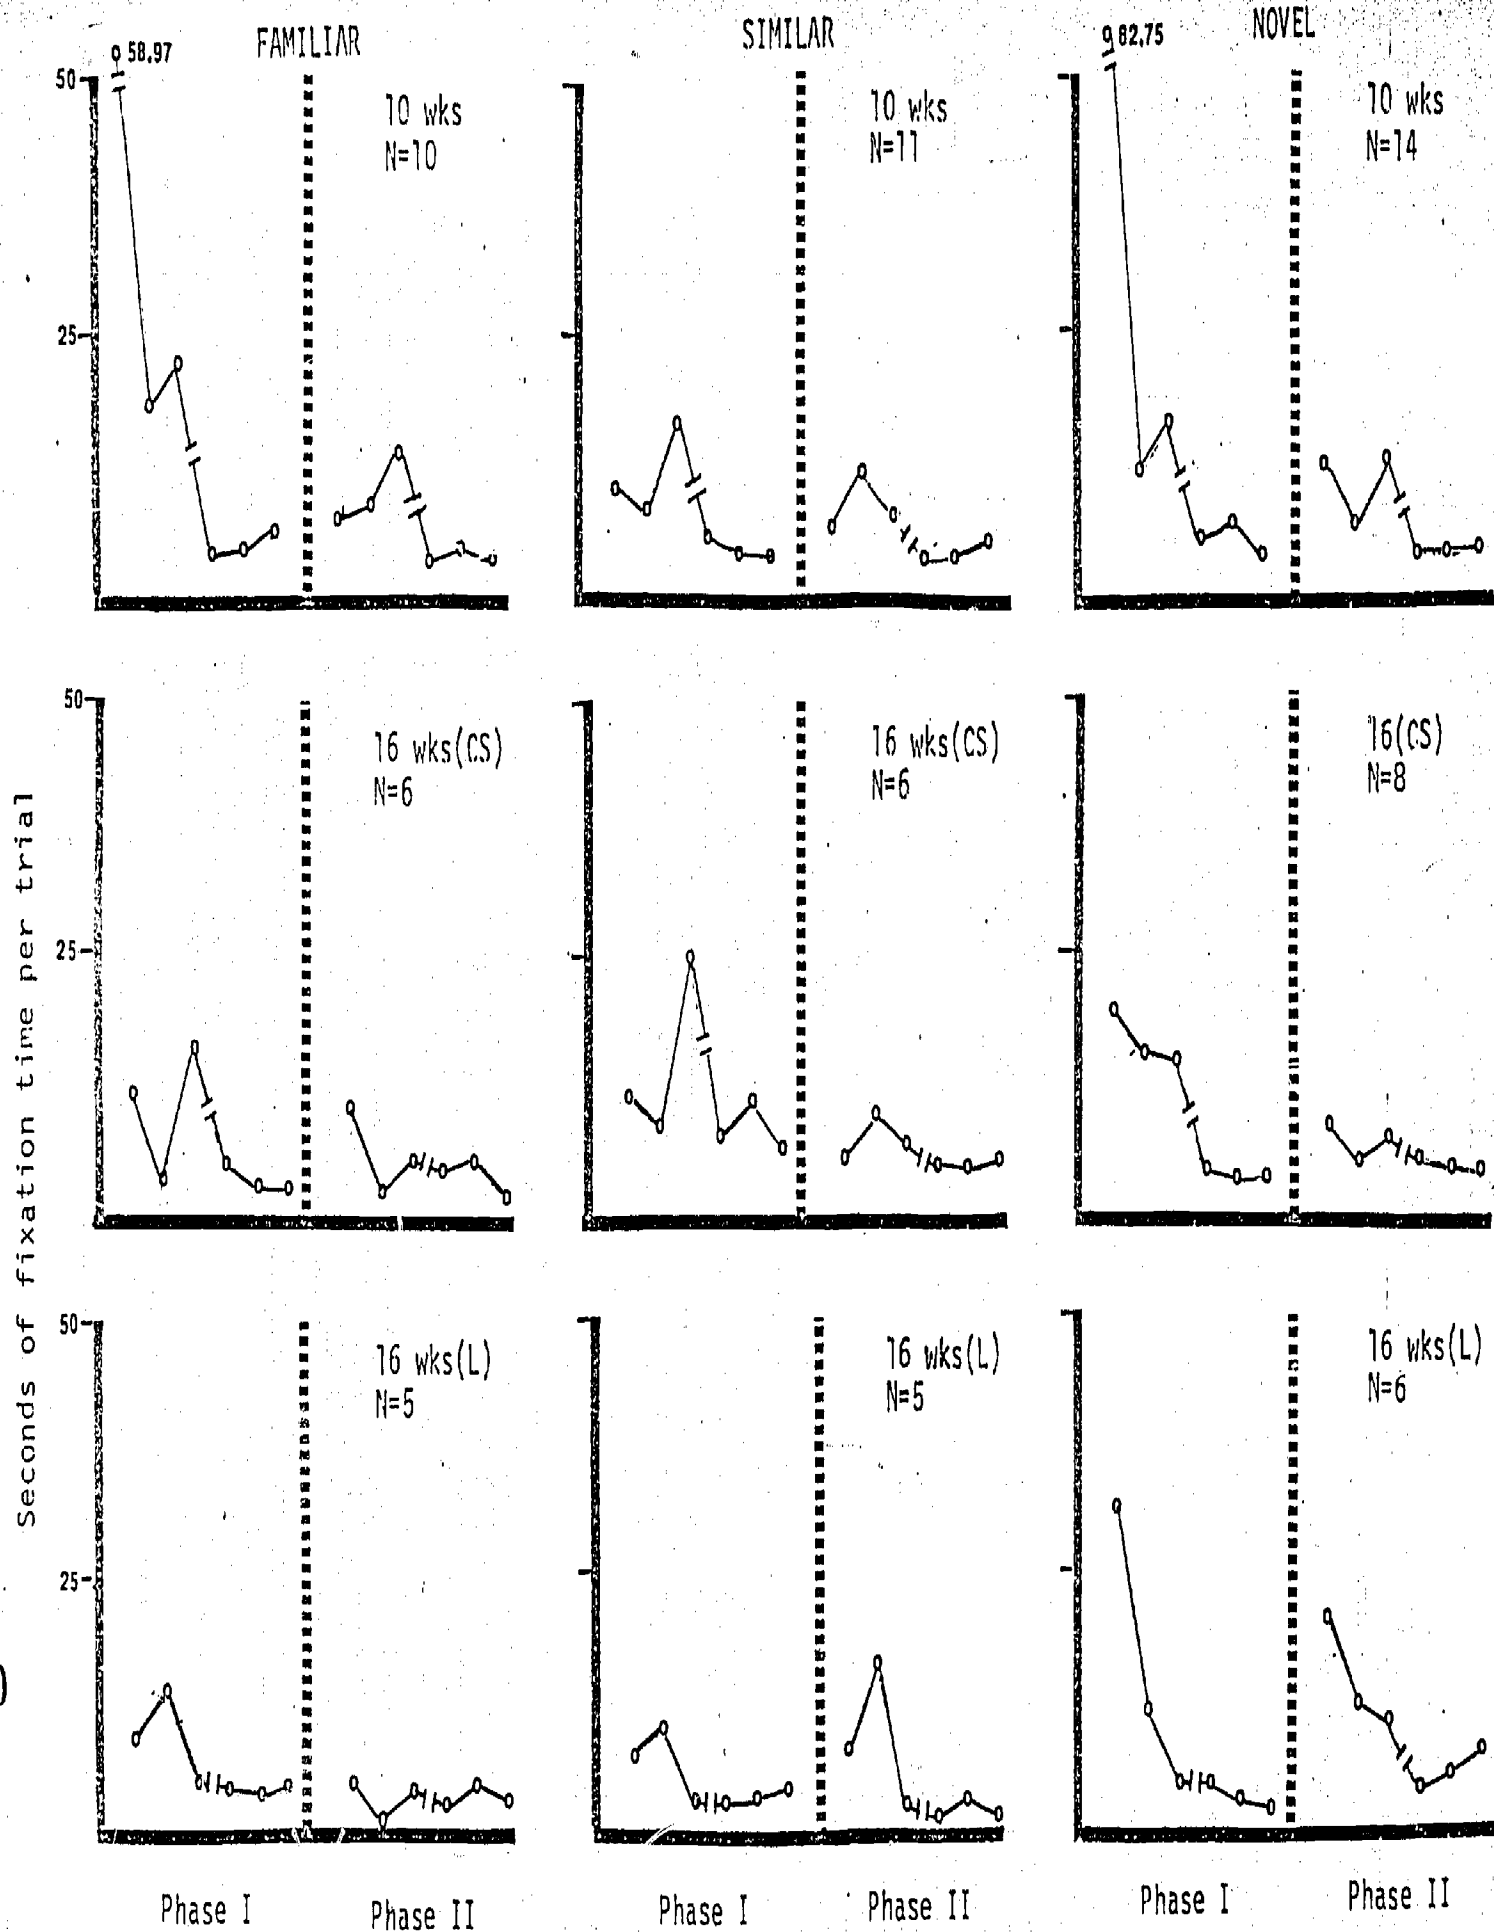 FAMILIAR
SIMILAR
NOVEL
58.97
82.75
50
25
10 wks
N=10
10 wks
N=11
10 wks
N=14
50
25
16 wks(CS)
N=6
16 wks(CS)
N=6
16(CS)
N=8
50
25
16 wks(L)
N=5
16 wks(L)
N=5
16 wks(L)
N=6
Seconds of fixation time per trial
Phase I
Phase II
Phase I
Phase II
Phase I
Phase II